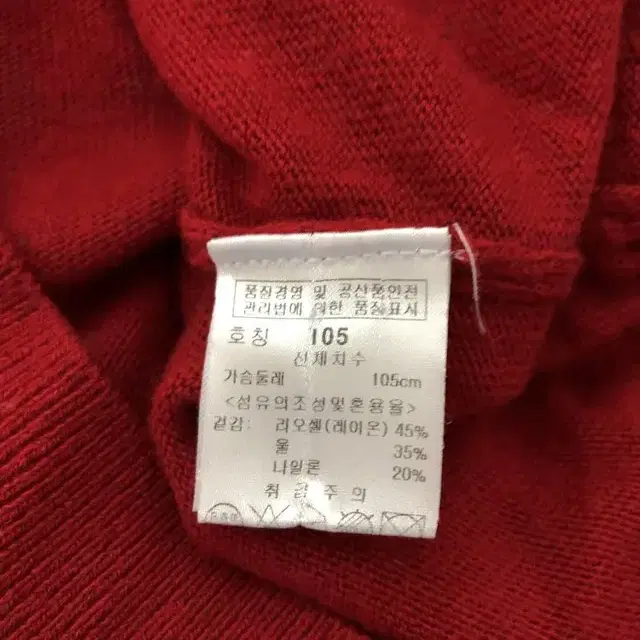 품질경영 및 공산품안전
관리법에 의한 품질표시
호칭 105
신체치수
가슴둘레 105cm
<섬유의조성및혼용율>
겉감: 리오셀(레이온) 45%
울 35%
나일론 20%
취급주의